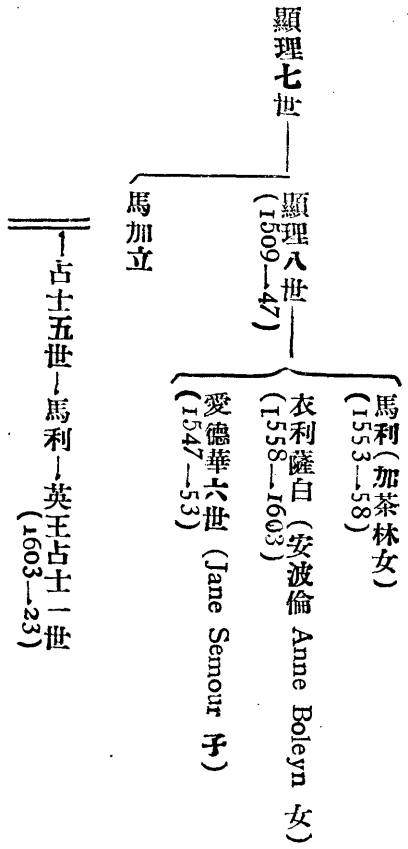 顯理七世
顯理八世
(1509—47)
馬利(加茶林女)
(1553—58)
衣利薩白(安波倫 Anne Boleyn 女)
(1558—1603)
愛德華六世(Jane Semour 子)
(1547—53)
馬加立
占士五世—馬利—英王占士一世
(1603—23)